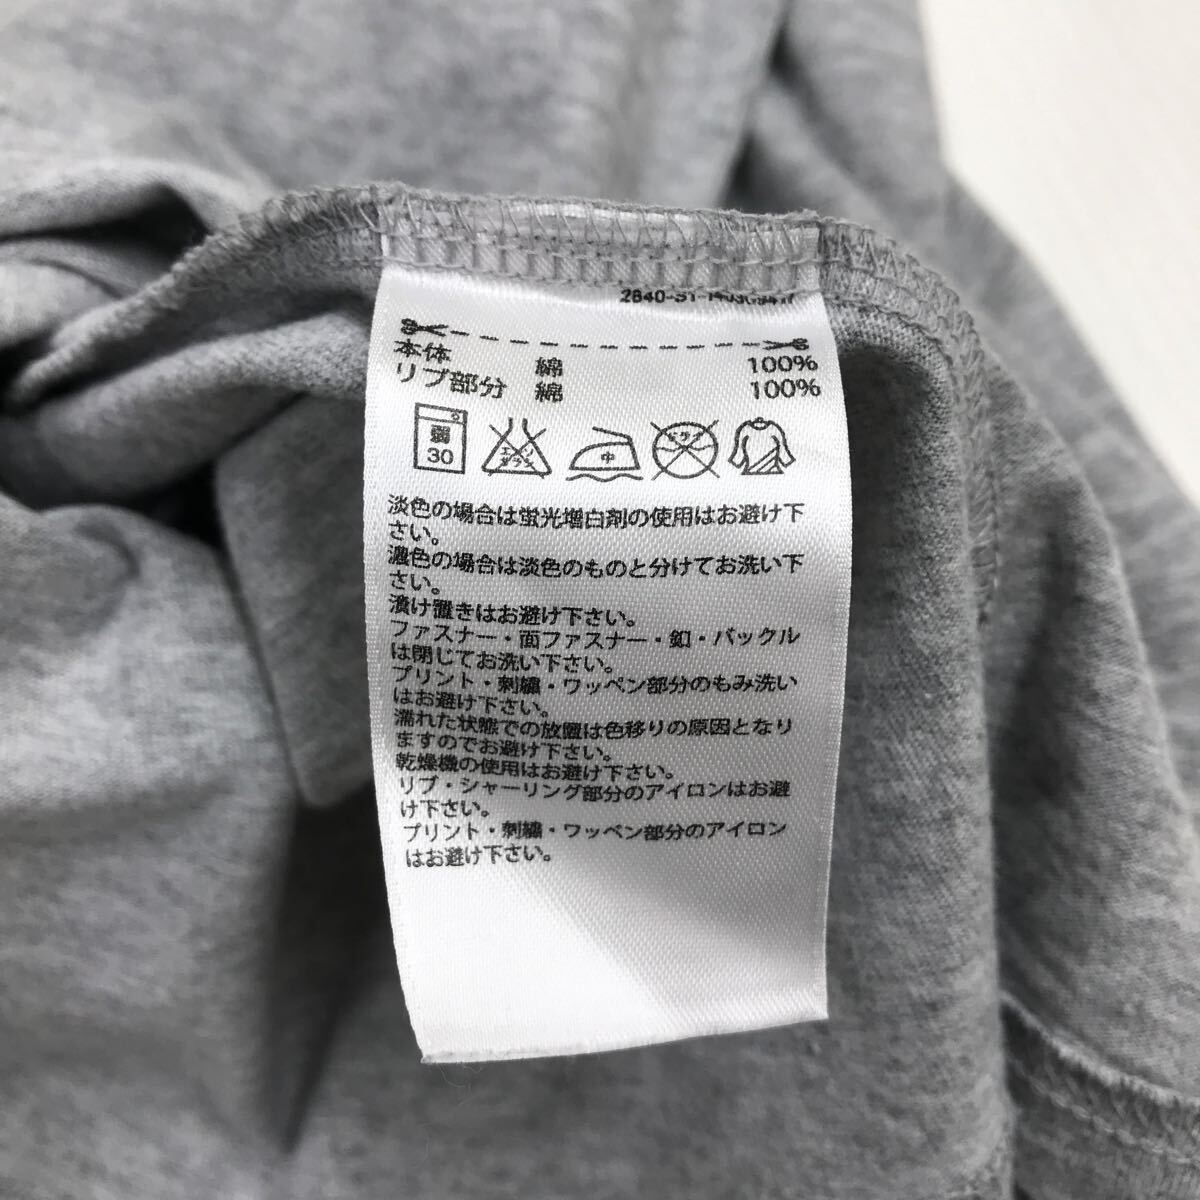 本体 綿 100%
リブ部分 綿 100%
弱 30 エンソ サラシ 中 ドライ
淡色の場合は蛍光増白剤の使用はお避け下
さい。
濃色の場合は淡色のものと分けてお洗い下
さい。
漬け置きはお避け下さい。
ファスナー・面ファスナー・釦・バックル
は閉じてお洗い下さい。
プリント・刺繍・ワッペン部分のもみ洗い
はお避け下さい。
濡れた状態での放置は色移りの原因となり
ますのでお避け下さい。
乾燥機の使用はお避け下さい。
リブ・シャーリング部分のアイロンはお避
け下さい。
プリント・刺繍・ワッペン部分のアイロン
はお避け下さい。